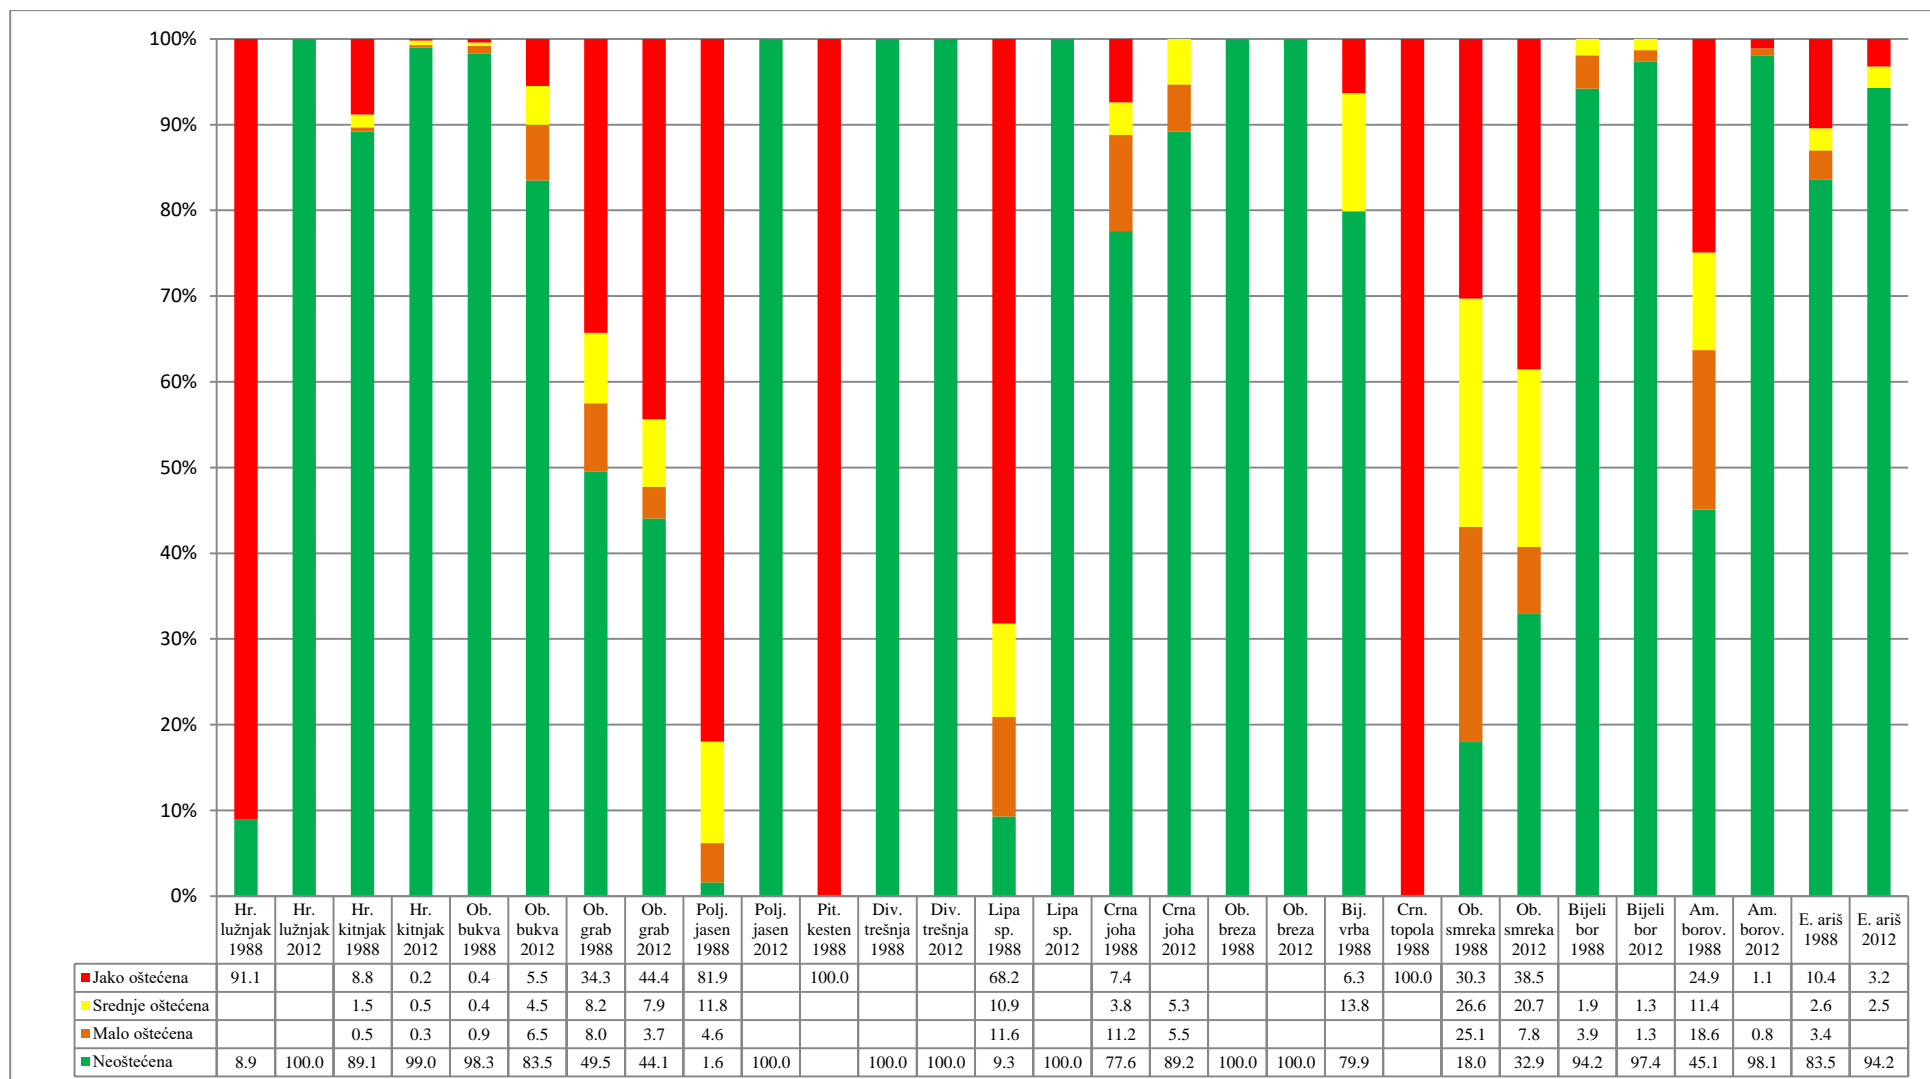 100%
90%
80%
70%
60%
50%
40%
30%
20%
10%
0%
Hr. lužnjak 1988 Hr. lužnjak 2012 Hr. kitnjak 1988 Hr. kitnjak 2012 Ob. bukva 1988 Ob. bukva 2012 Ob. grab 1988 Ob. grab 2012 Polj. jasen 1988 Polj. jasen 2012 Pit. kesten 1988 Div. trešnja 1988 Div. trešnja 2012 Lipa sp. 1988 Lipa sp. 2012 Crna joha 1988 Crna joha 2012 Ob. breza 1988 Ob. breza 2012 Bij. vrba 1988 Crn. topola 1988 Ob. smreka 1988 Ob. smreka 2012 Bijeli bor 1988 Bijeli bor 2012 Am. borov. 1988 Am. borov. 2012 E. ariš 1988 E. ariš 2012
Jako oštećena 91.1 8.8 0.2 0.4 5.5 34.3 44.4 81.9 100.0 68.2 7.4 6.3 100.0 30.3 38.5 24.9 1.1 10.4 3.2
Srednje oštećena 1.5 0.5 0.4 4.5 8.2 7.9 11.8 10.9 3.8 5.3 13.8 26.6 20.7 1.9 1.3 11.4 2.6 2.5
Malo oštećena 0.5 0.3 0.9 6.5 8.0 3.7 4.6 11.6 11.2 5.5 25.1 7.8 3.9 1.3 18.6 0.8 3.4
Neoštećena 8.9 100.0 89.1 99.0 98.3 83.5 49.5 44.1 1.6 100.0 100.0 100.0 9.3 100.0 77.6 89.2 100.0 100.0 79.9 18.0 32.9 94.2 97.4 45.1 98.1 83.5 94.2